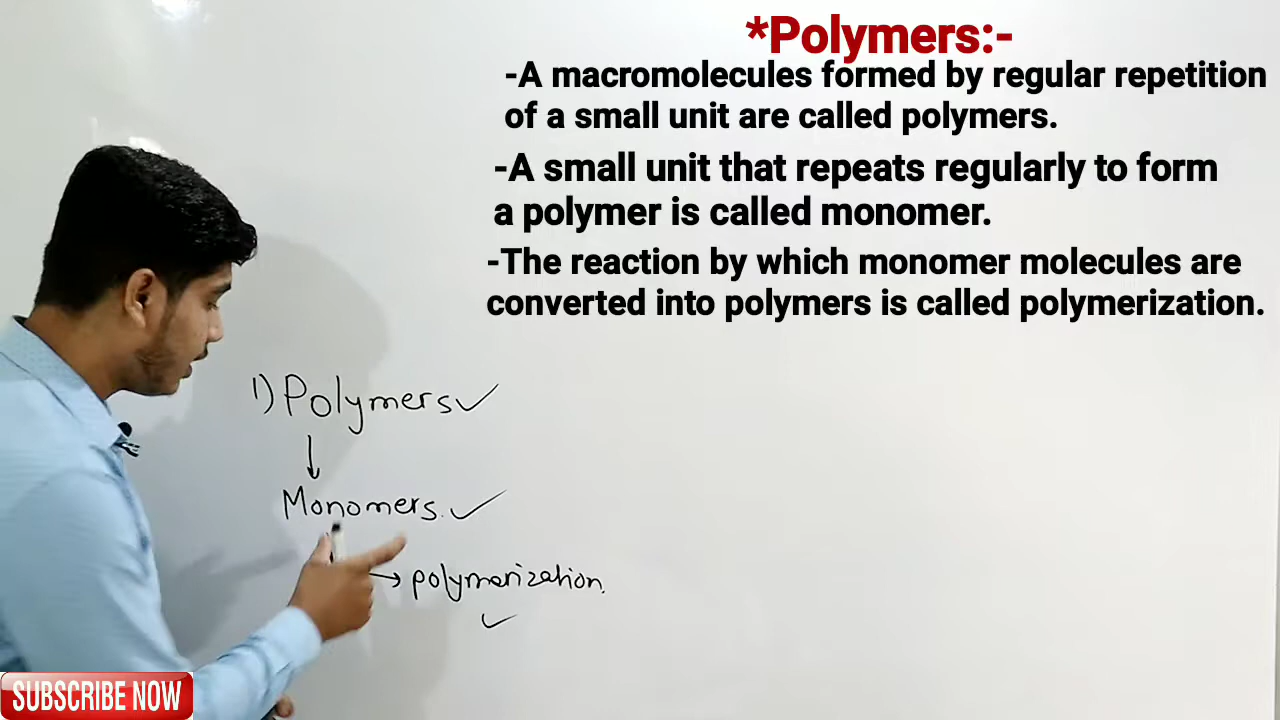 *Polymers:-
-A macromolecules formed by regular repetition
of a small unit are called polymers.
-A small unit that repeats regularly to form
a polymer is called monomer.
-The reaction by which monomer molecules are
converted into polymers is called polymerization.
1) Polymers ✓
↓
Monomers. ✓
→ polymerization.
✓
SUBSCRIBE NOW